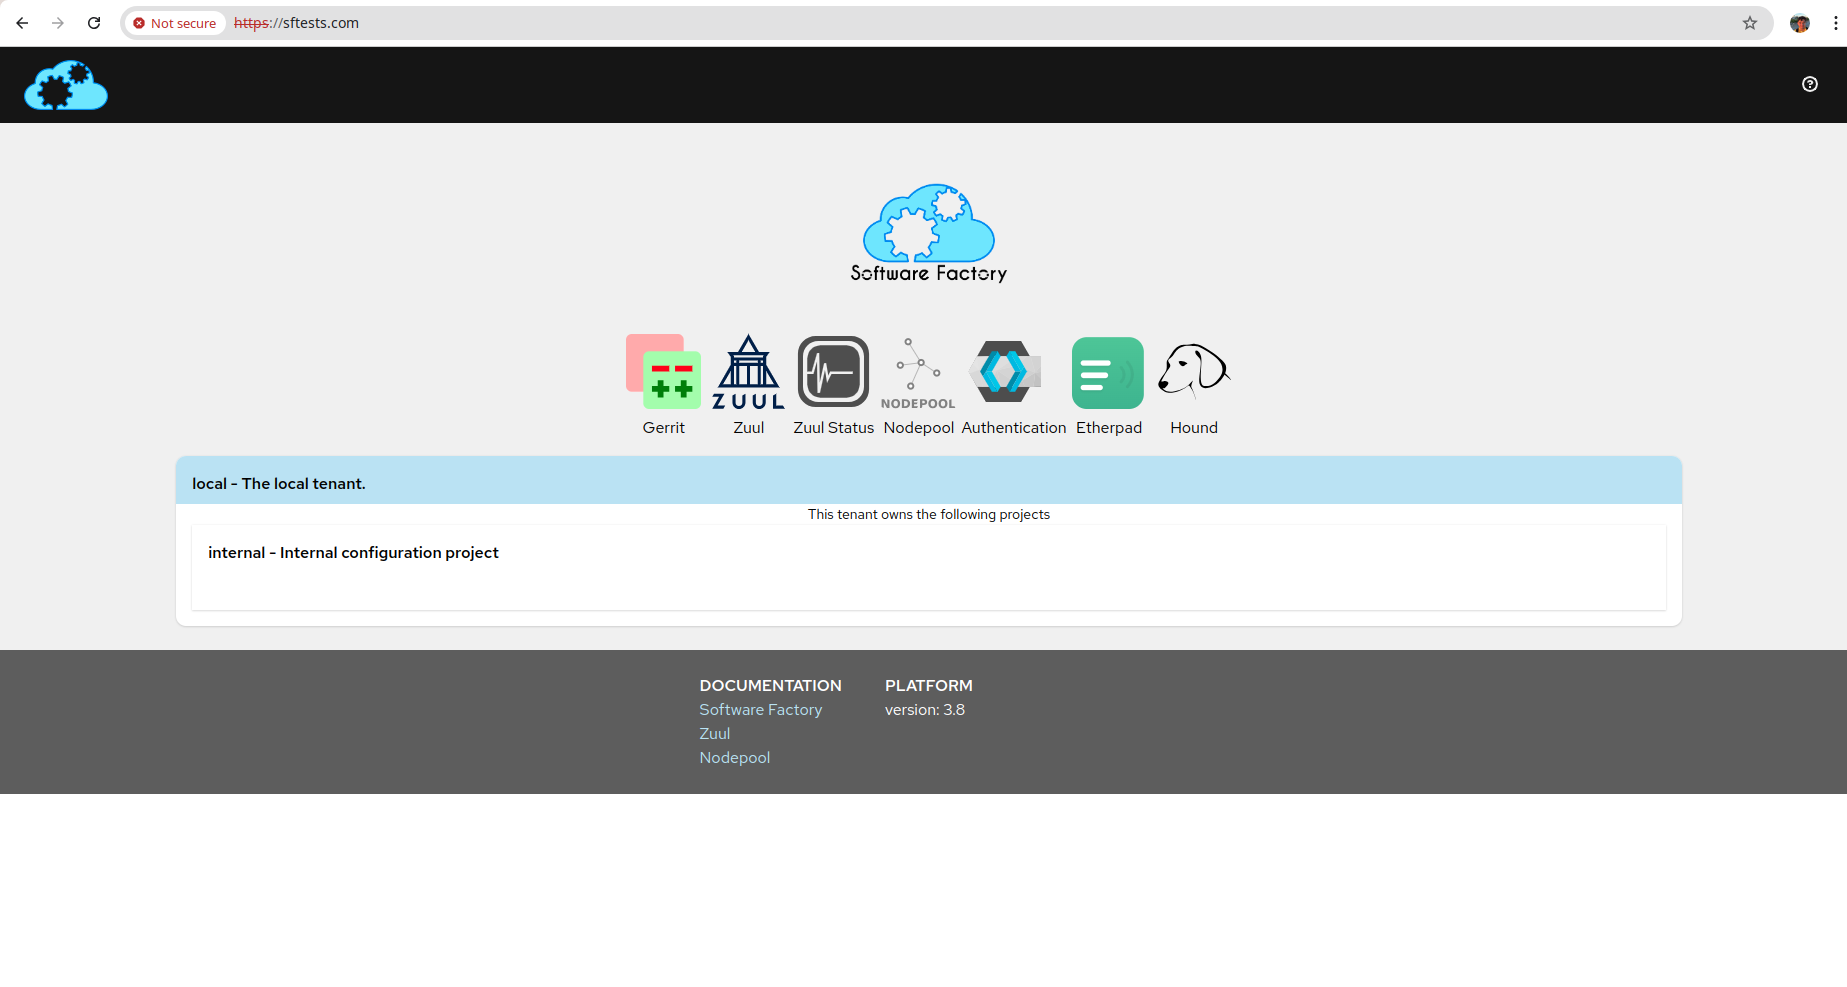 Not secure https://sftests.com
Software Factory
ZUUL
NODEPOOL
Gerrit Zuul Zuul Status Nodepool Authentication Etherpad Hound
local - The local tenant.
This tenant owns the following projects
internal - Internal configuration project
DOCUMENTATION PLATFORM
Software Factory version: 3.8
Zuul
Nodepool